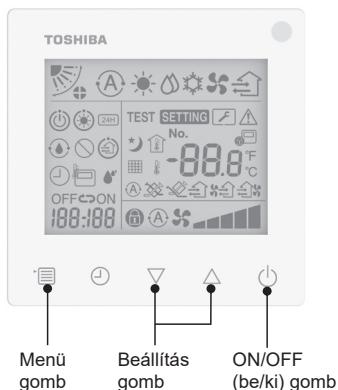 TOSHIBA
A
24H
TEST SETTING
No.
-88.8 °F °C
OFF ON
188:188
A
A
Menü gomb
Beállítás gomb
ON/OFF (be/ki) gomb